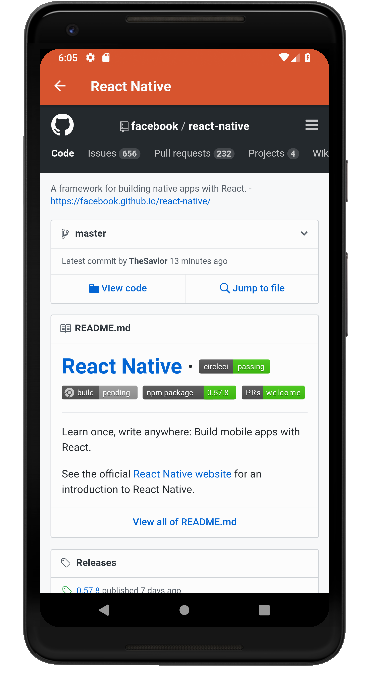 6:05
React Native
facebook / react-native
Code Issues 656 Pull requests 232 Projects 4 Wik
A framework for building native apps with React. -
https://facebook.github.io/react-native/
master
Latest commit by TheSavior 13 minutes ago
View code Jump to file
README.md
React Native · circleci passing
build pending npm package 0.57.8 PRs welcome
Learn once, write anywhere: Build mobile apps with
React.
See the official React Native website for an
introduction to React Native.
View all of README.md
Releases
0.57.8 published 7 days ago